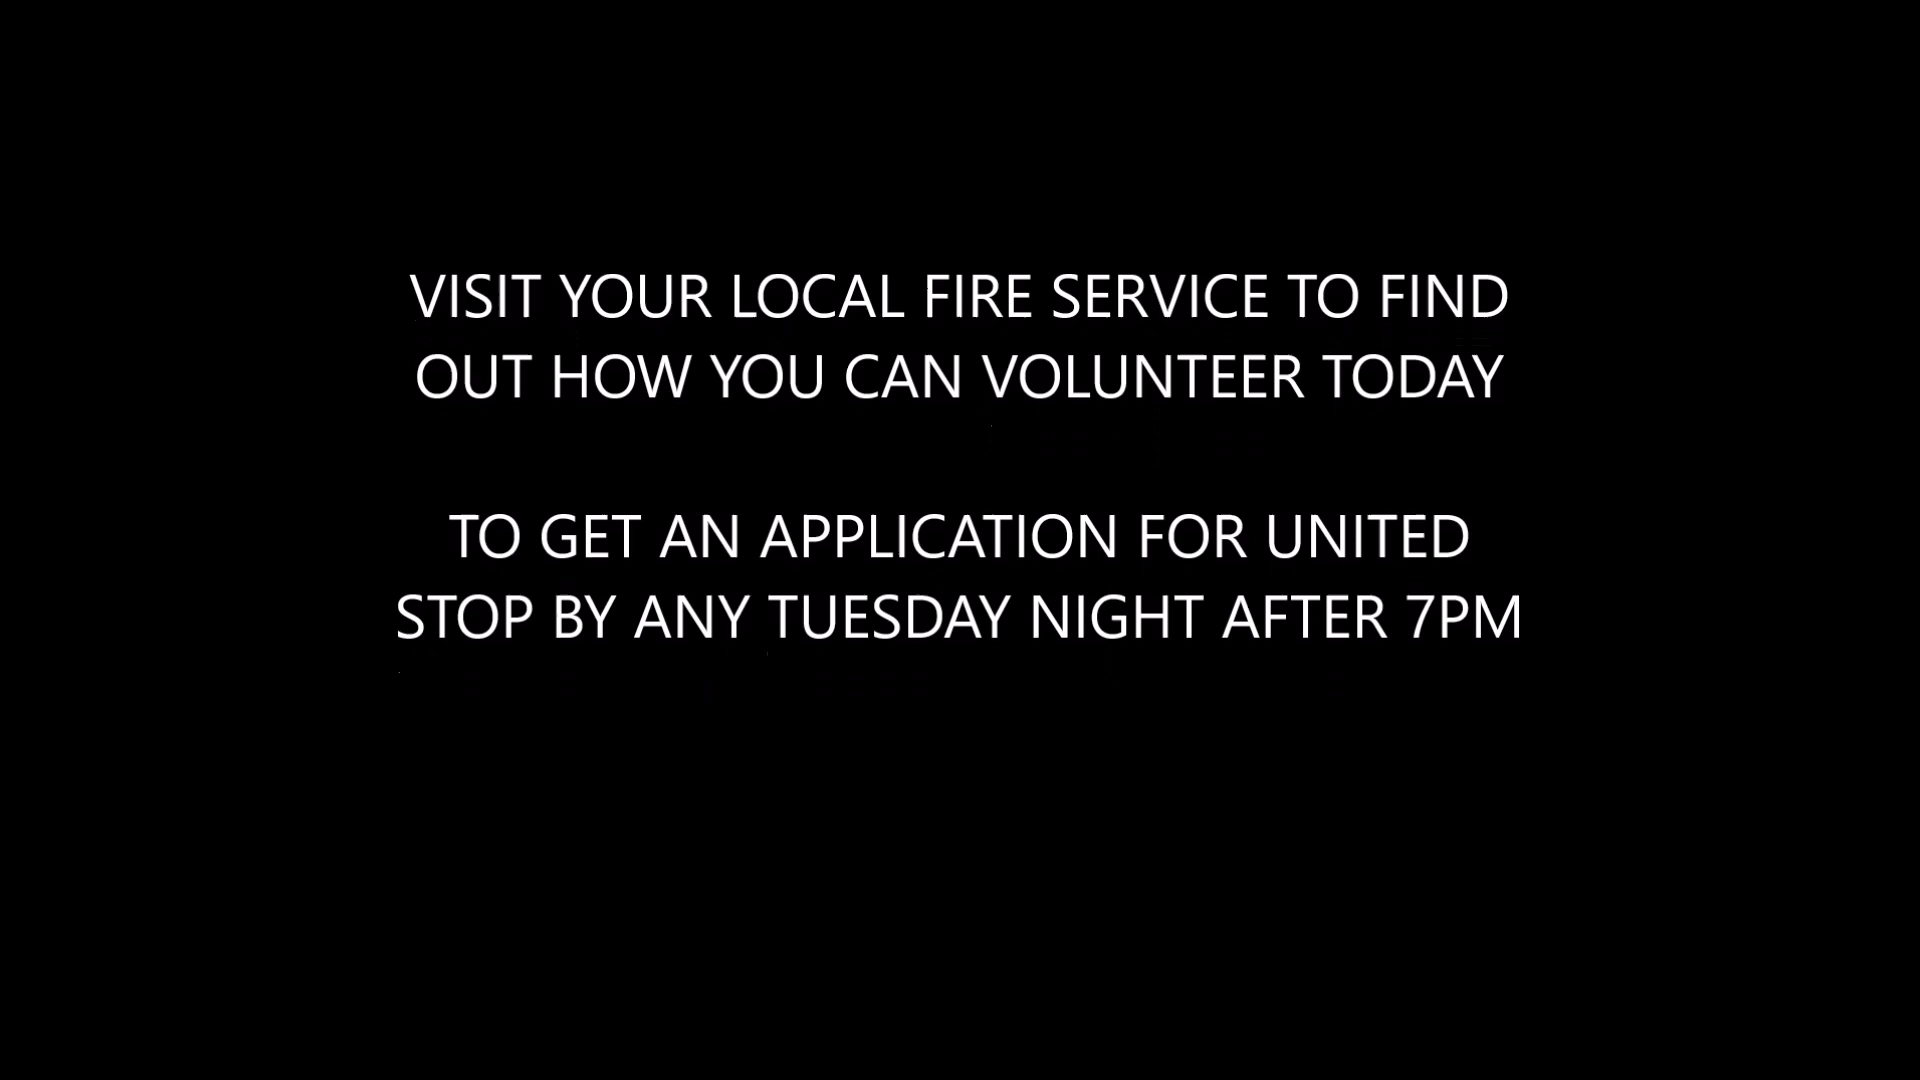 VISIT YOUR LOCAL FIRE SERVICE TO FIND
OUT HOW YOU CAN VOLUNTEER TODAY
TO GET AN APPLICATION FOR UNITED
STOP BY ANY TUESDAY NIGHT AFTER 7PM